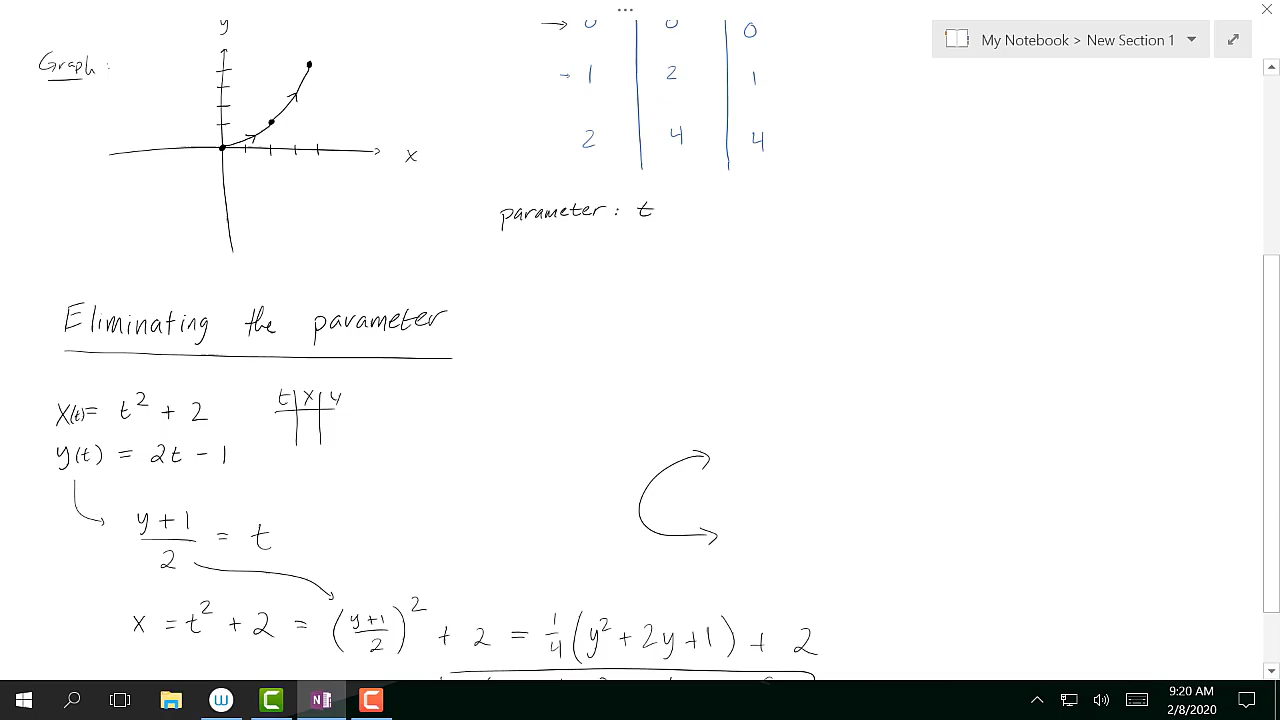 y
0 0 0
My Notebook > New Section 1
Graph:
1 2 1
2 4 4
x
parameter: t
Eliminating the parameter
x(t)= t² + 2
t x y
y(t) = 2t - 1
y+1/2 = t
x = t² + 2 = (y+1/2)² + 2 = 1/4(y² + 2y + 1) + 2
9:20 AM
2/8/2020